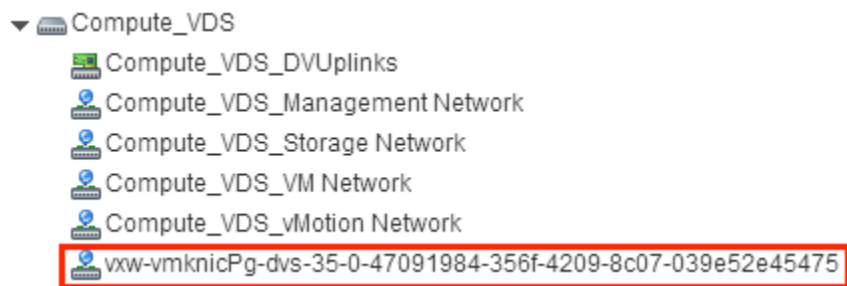 Compute_VDS
Compute_VDS_DVUplinks
Compute_VDS_Management Network
Compute_VDS_Storage Network
Compute_VDS_VM Network
Compute_VDS_vMotion Network
vxw-vmknicPg-dvs-35-0-47091984-356f-4209-8c07-039e52e45475